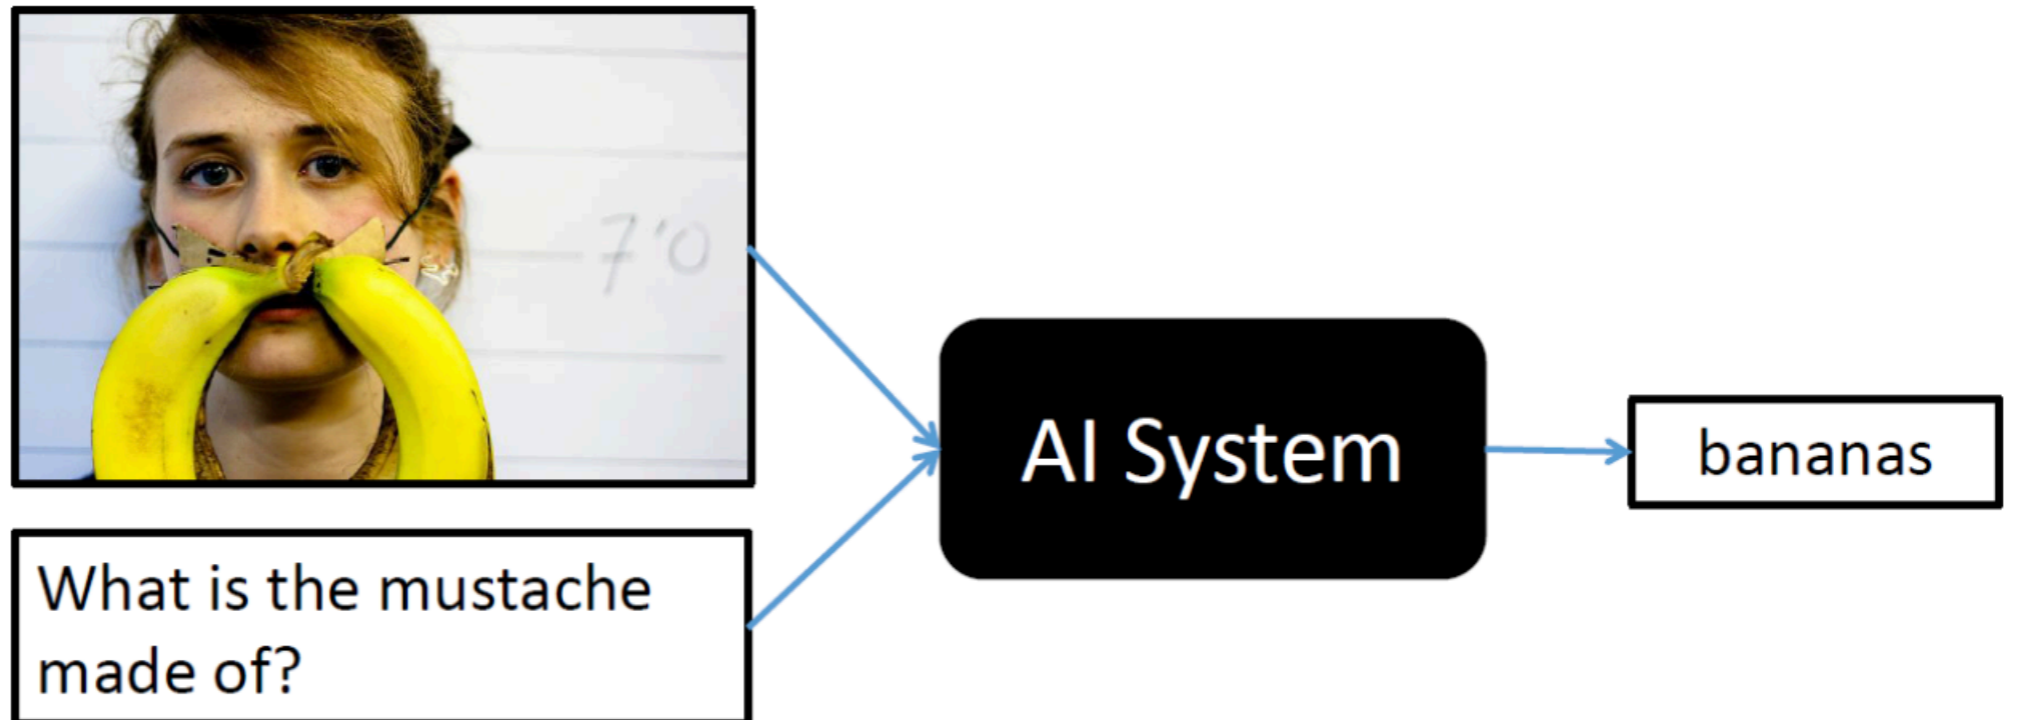 7'0
What is the mustache
made of?
AI System
bananas